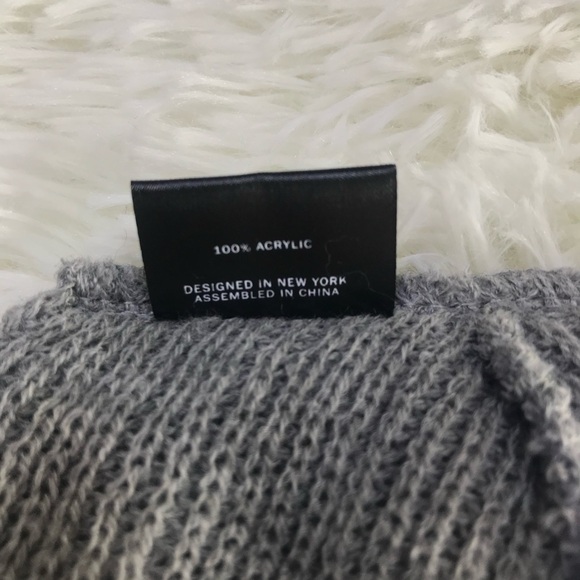 100% ACRYLIC
DESIGNED IN NEW YORK
ASSEMBLED IN CHINA